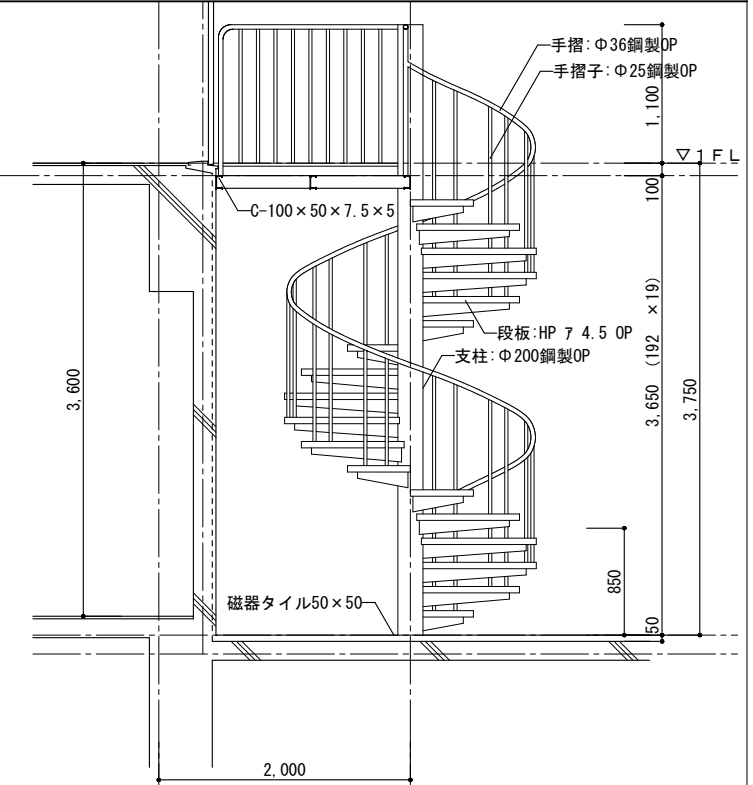 手摺:Φ36鋼製OP
手摺子:Φ25鋼製OP
1,100
▽1FL
100
C-100×50×7.5×5
段板:HP ｱ 4.5 OP
支柱:Φ200鋼製OP
3,650 (192 ×19)
3,750
3,600
850
磁器タイル50×50
50
2,000